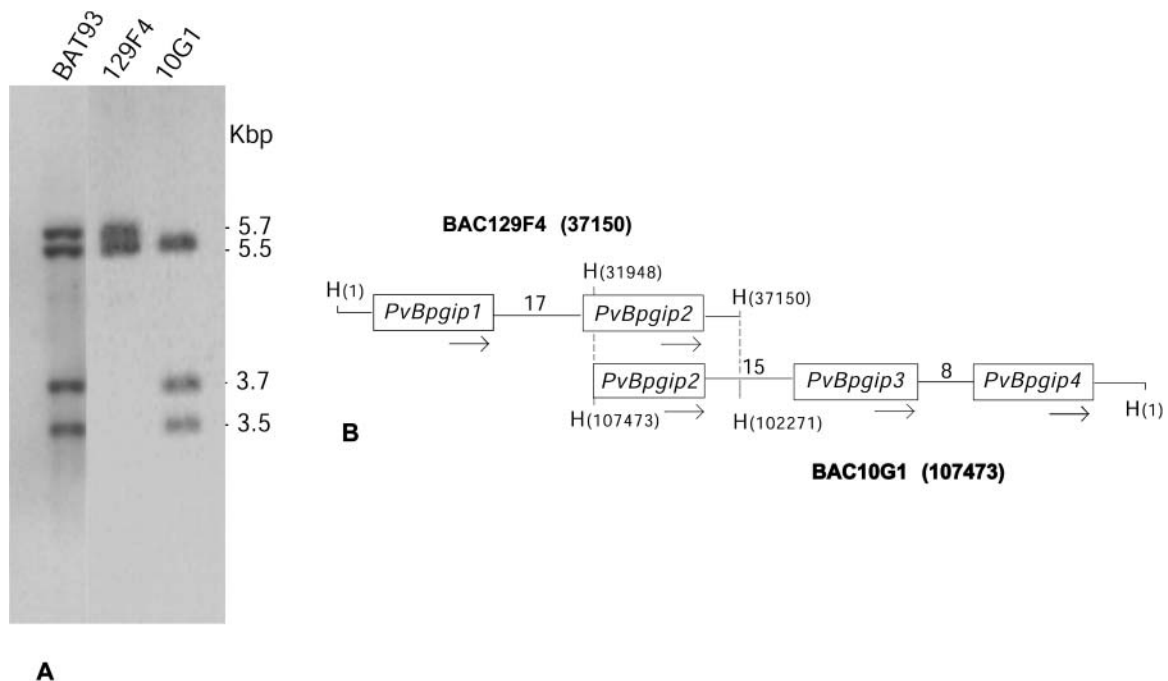 BAT93
129F4
10G1
Kbp
- 5.7
- 5.5
- 3.7
- 3.5
A
BAC129F4 (37150)
H(1)
PvBpgip1
17
H(31948)
PvBpgip2
H(37150)
PvBpgip2
15
PvBpgip3
8
PvBpgip4
H(107473)
H(102271)
H(1)
B
BAC10G1 (107473)